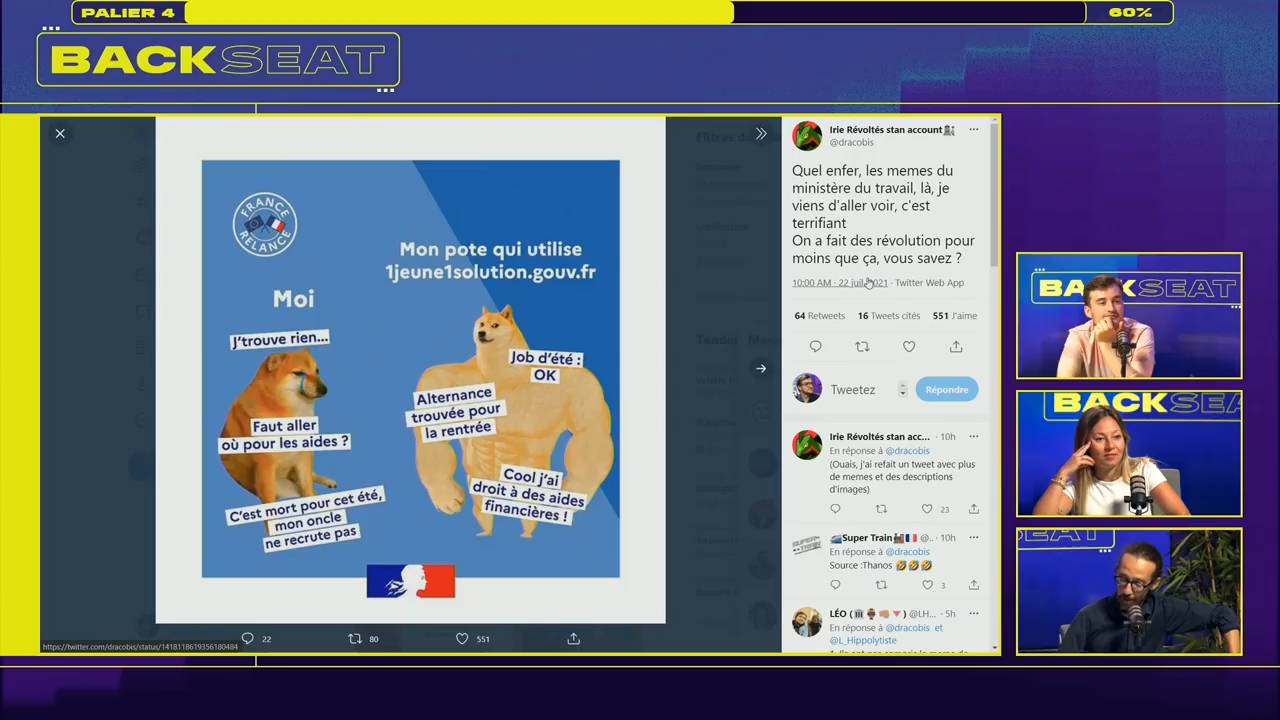 PALIER 4
60%
BACKSEAT
FRANCE
RELANCE
Mon pote qui utilise
1jeune1solution.gouv.fr
Moi
J'trouve rien...
Faut aller
où pour les aides ?
C'est mort pour cet été,
mon oncle
ne recrute pas
Job d'été :
OK
Alternance
trouvée pour
la rentrée
Cool j'ai
droit à des aides
financières !
22
80
551
https://twitter.com/dracobis/status/1418118619356180484
Irie Révoltés stan account
@dracobis
Quel enfer, les memes du
ministère du travail, là, je
viens d'aller voir, c'est
terrifiant
On a fait des révolution pour
moins que ça, vous savez ?
10:00 AM · 22 juil. 2021 · Twitter Web App
64 Retweets 16 Tweets cités 551 J'aime
Tweetez
Répondre
Irie Révoltés stan acc... · 10h
En réponse à @dracobis
(Ouais, j'ai refait un tweet avec plus
de memes et des descriptions
d'images)
23
Super Train @.. · 10h
En réponse à @dracobis
Source :Thanos 🤣🤣🤣
3
LÉO @LH... · 5h
En réponse à @dracobis et
@L_Hippolytiste
BACKSEAT
BACKSEA
SEAT